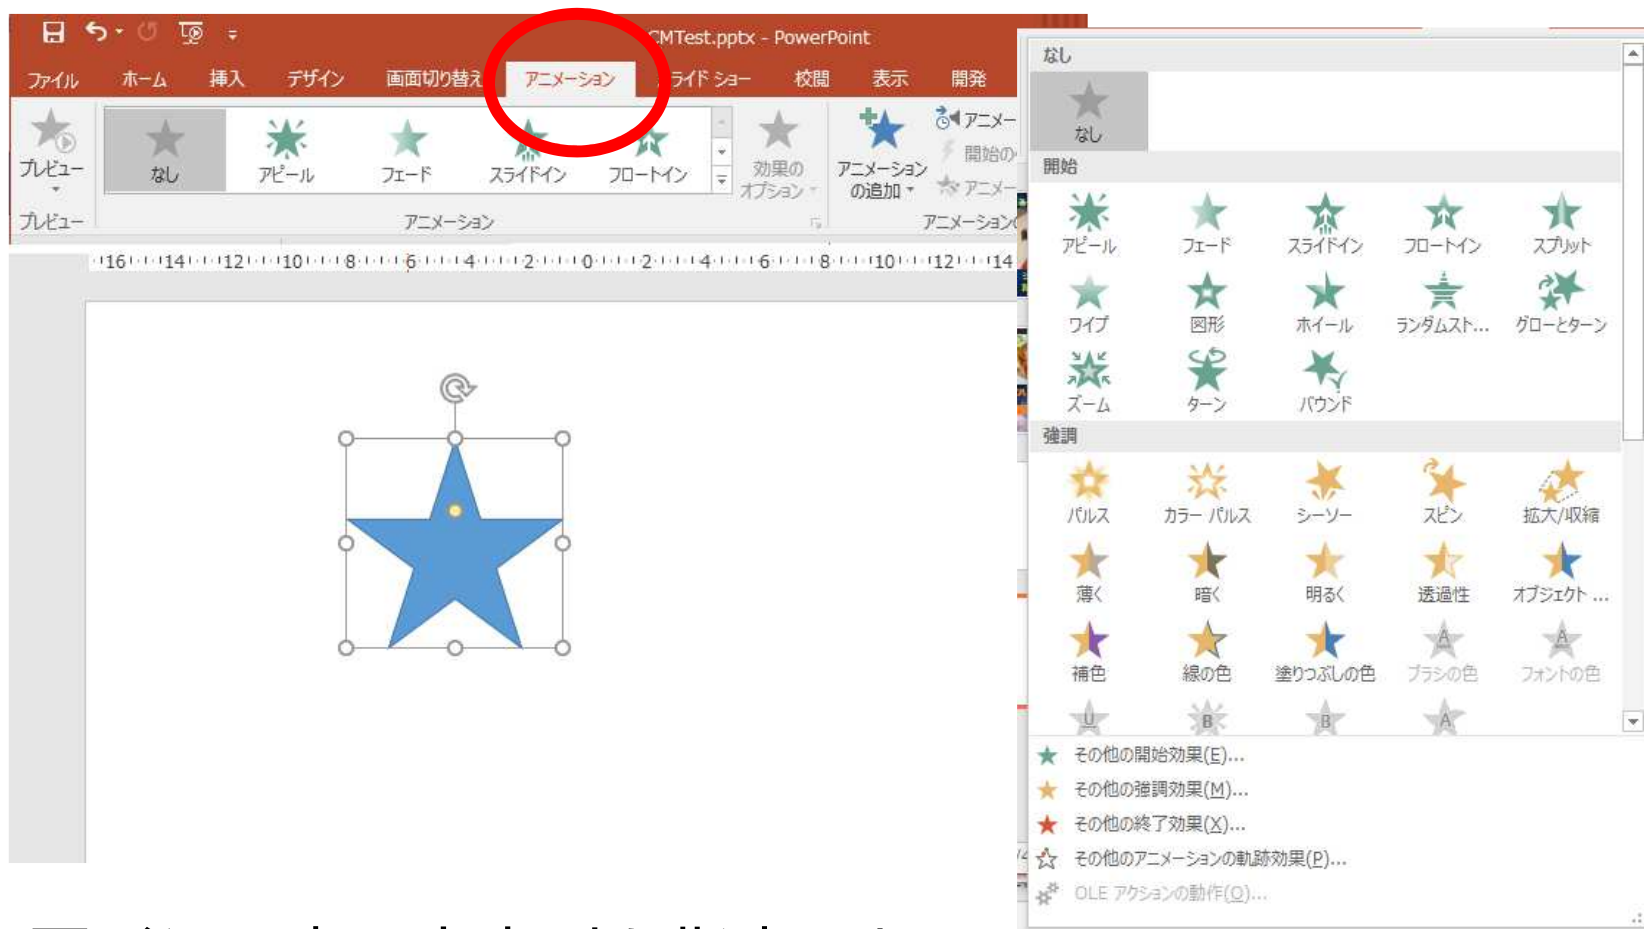 CMTest.pptx - PowerPoint
ファイル ホーム 挿入 デザイン 画面切り替え アニメーション ライド ショー 校閲 表示 開発
プレビュー なし アピール フェード スライドイン フロートイン 効果のオプション アニメーションの追加 アニメー
開始の
アニメー
プレビュー アニメーション アニメーション
16 14 12 10 8 6 4 2 0 2 4 6 8 10 12 14
なし
なし
開始
アピール フェード スライドイン フロートイン スプリット
ワイプ 図形 ホイール ランダムスト... グローとターン
ズーム ターン バウンド
強調
パルス カラー パルス シーソー スピン 拡大/収縮
薄く 暗く 明るく 透過性 オブジェクト ...
補色 線の色 塗りつぶしの色 ブラシの色 フォントの色
U B B A
その他の開始効果(E)...
その他の強調効果(M)...
その他の終了効果(X)...
その他のアニメーションの軌跡効果(P)...
OLE アクションの動作(O)...